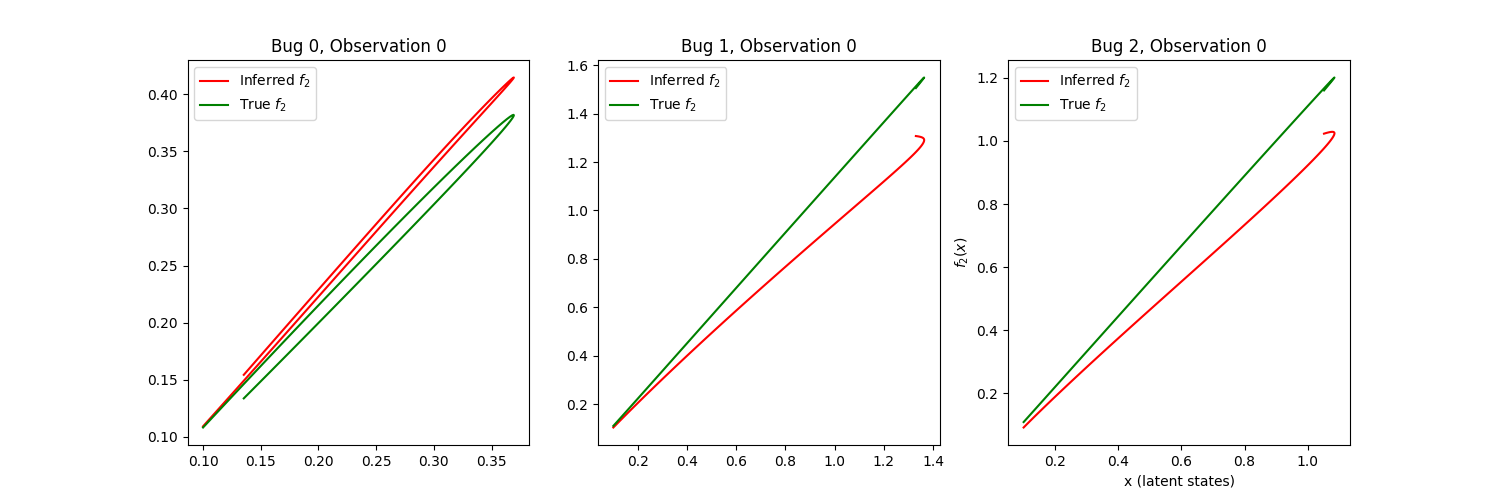 Bug 0, Observation 0
Inferred f₂
True f₂
0.40
0.35
0.30
0.25
0.20
0.15
0.10
0.10 0.15 0.20 0.25 0.30 0.35
Bug 1, Observation 0
Inferred f₂
True f₂
1.6
1.4
1.2
1.0
0.8
0.6
0.4
0.2
0.2 0.4 0.6 0.8 1.0 1.2 1.4
Bug 2, Observation 0
Inferred f₂
True f₂
1.2
1.0
0.8
0.6
0.4
0.2
f₂(x)
0.2 0.4 0.6 0.8 1.0
x (latent states)